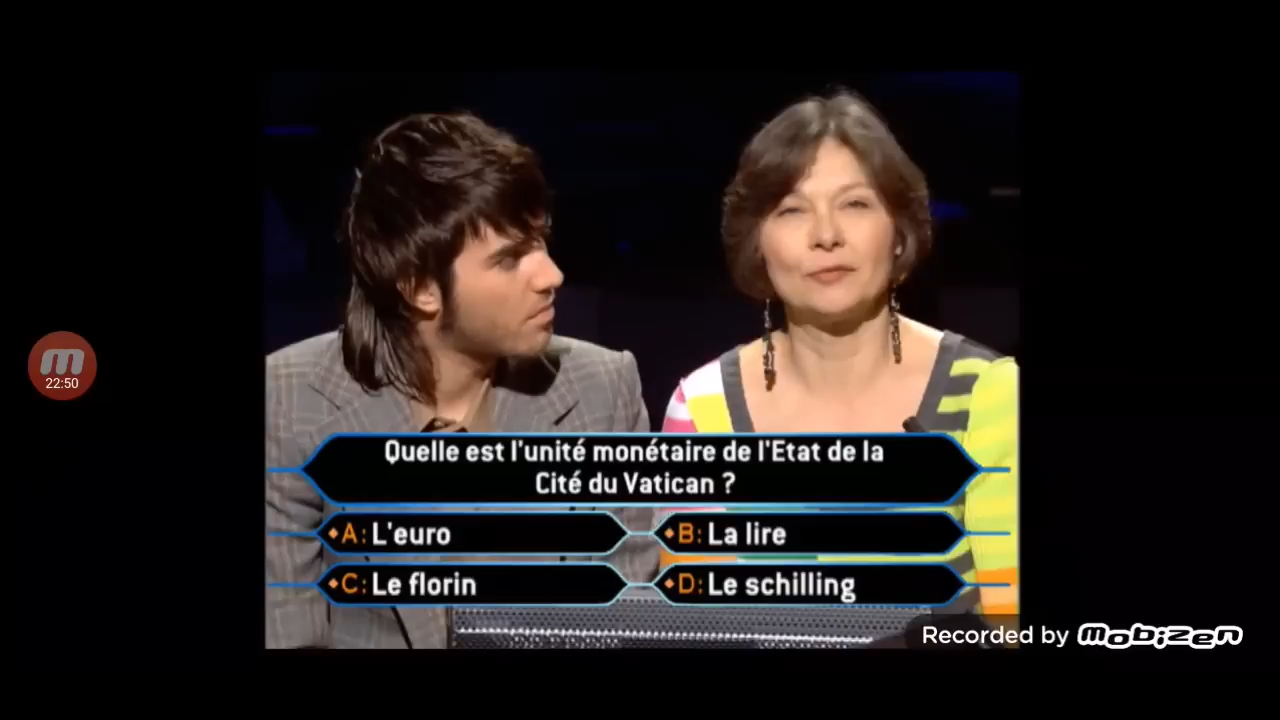 Quelle est l'unité monétaire de l'Etat de la
Cité du Vatican ?
A: L'euro
B: La lire
C: Le florin
D: Le schilling
22:50
Recorded by mobizen